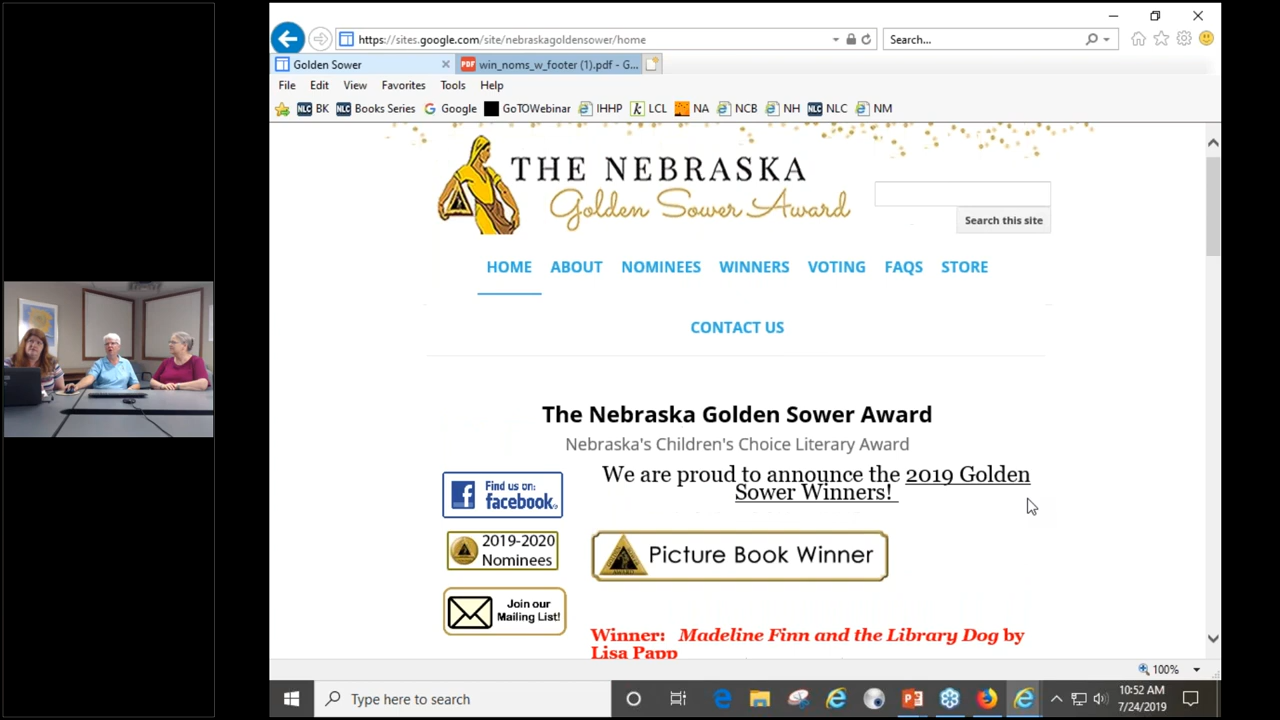 https://sites.google.com/site/nebraskagoldensower/home
Search...
Golden Sower
PDF
win_noms_w_footer (1).pdf - G...
File Edit View Favorites Tools Help
NLC BK NLC Books Series G Google GoTOWebinar IHHP k LCL NA NCB NH NLC NLC NM
THE NEBRASKA
Golden Sower Award
Search this site
HOME ABOUT NOMINEES WINNERS VOTING FAQS STORE
CONTACT US
The Nebraska Golden Sower Award
Nebraska's Children's Choice Literary Award
We are proud to announce the 2019 Golden
Sower Winners!
Find us on:
facebook
2019-2020
Nominees
Join our
Mailing List!
Picture Book Winner
Winner: Madeline Finn and the Library Dog by
Lisa Papp
100%
Type here to search
10:52 AM
7/24/2019